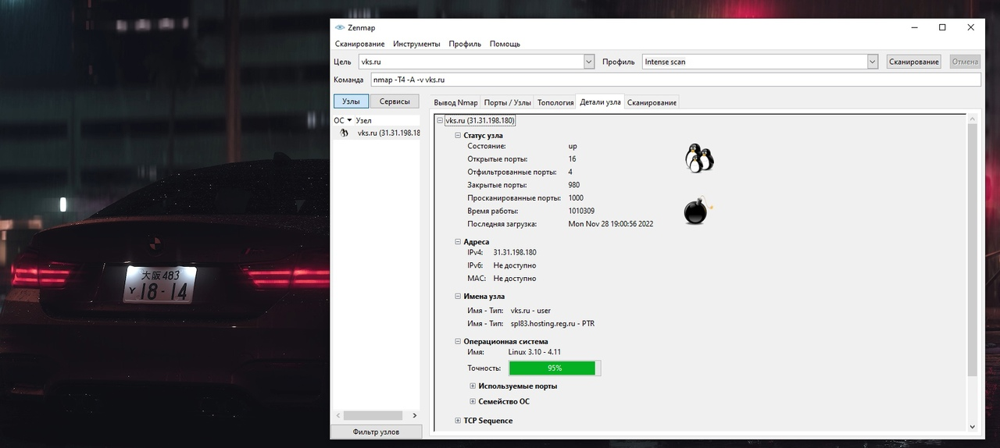 Zenmap
Сканирование Инструменты Профиль Помощь
Цель vks.ru Профиль Intense scan Сканирование Отмена
Команда nmap -T4 -A -v vks.ru
Узлы Сервисы
Вывод Nmap Порты / Узлы Топология Детали узла Сканирование
ОС Узел
vks.ru (31.31.198.18
vks.ru (31.31.198.180)
Статус узла
Состояние: up
Открытые порты: 16
Отфильтрованные порты: 4
Закрытые порты: 980
Просканированные порты: 1000
Время работы: 1010309
Последняя загрузка: Mon Nov 28 19:00:56 2022
Адреса
IPv4: 31.31.198.180
IPv6: Не доступно
MAC: Не доступно
Имена узла
Имя - Тип: vks.ru - user
Имя - Тип: spl83.hosting.reg.ru - PTR
Операционная система
Имя: Linux 3.10 - 4.11
Точность: 95%
Используемые порты
Семейство ОС
TCP Sequence
Фильтр узлов
大阪 483
Y 18-14